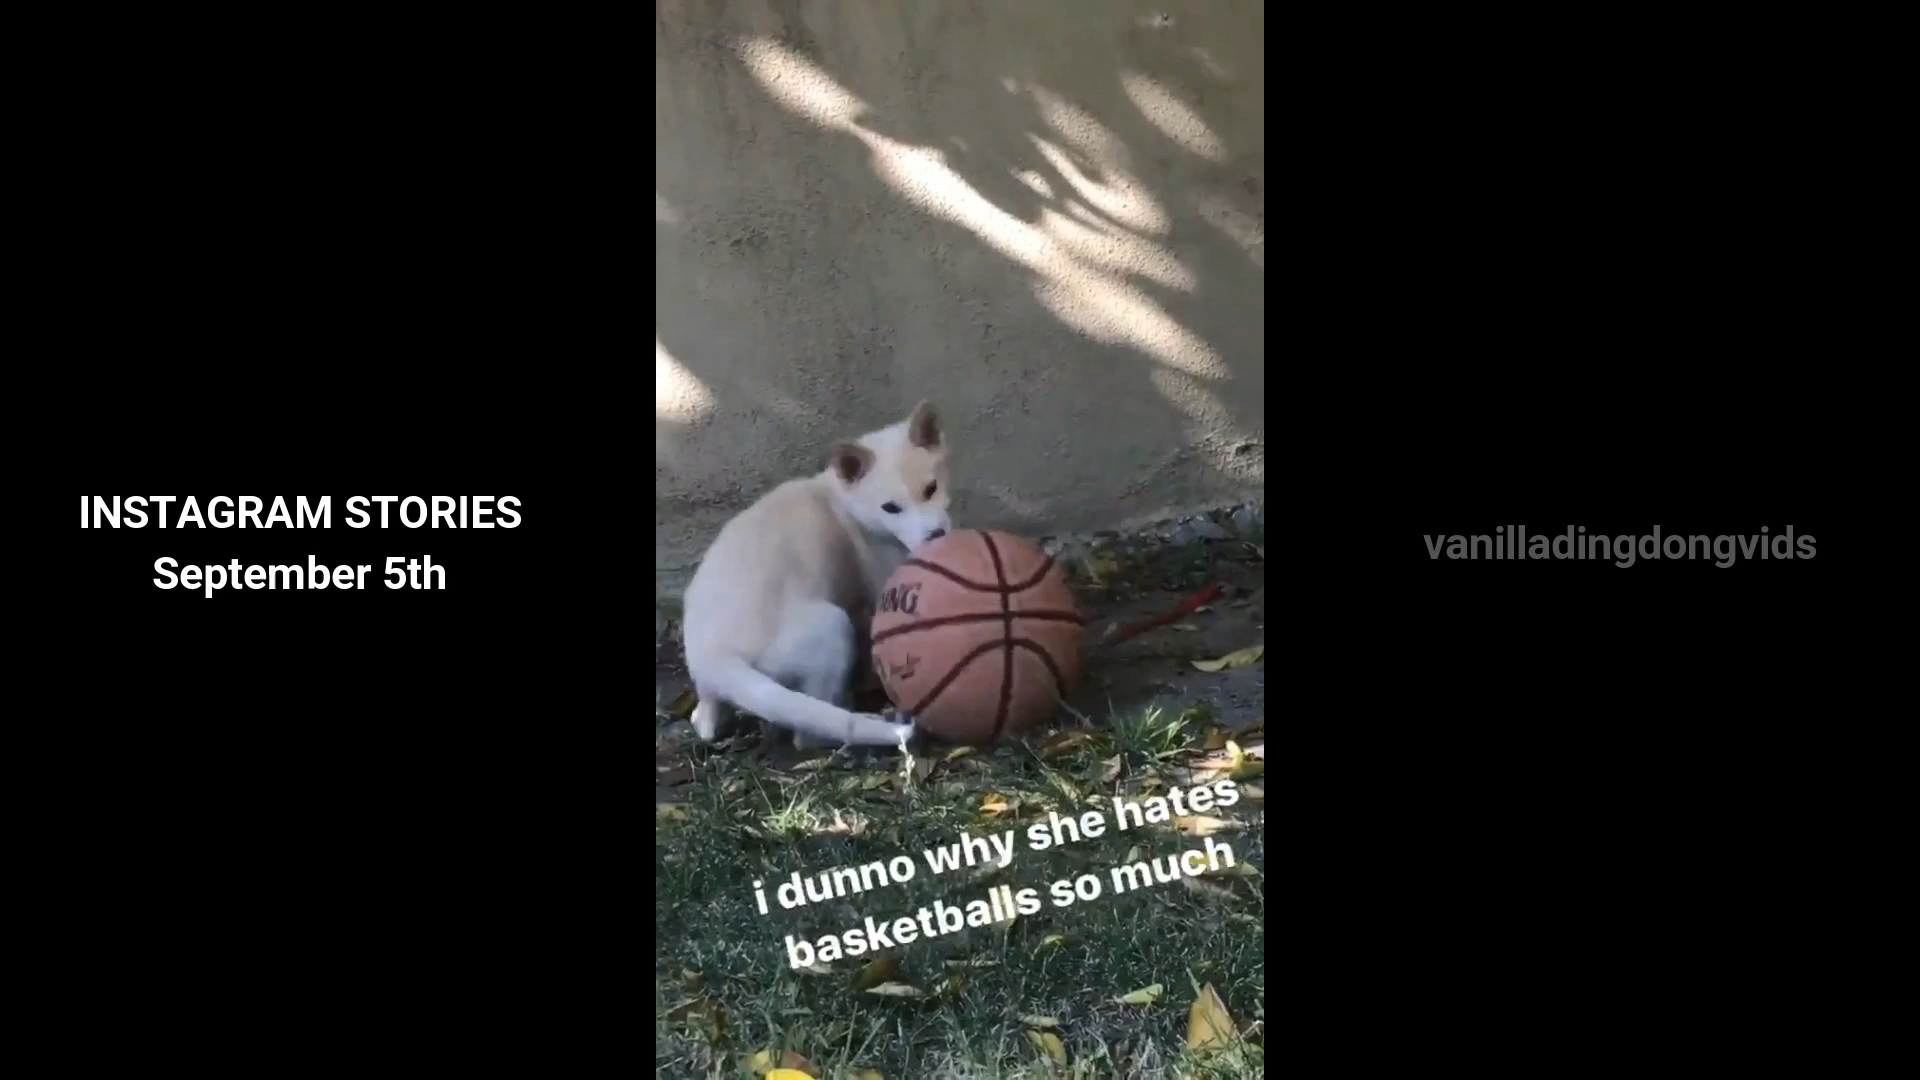 INSTAGRAM STORIES
September 5th
i dunno why she hates
basketballs so much
vanilladingdongvids